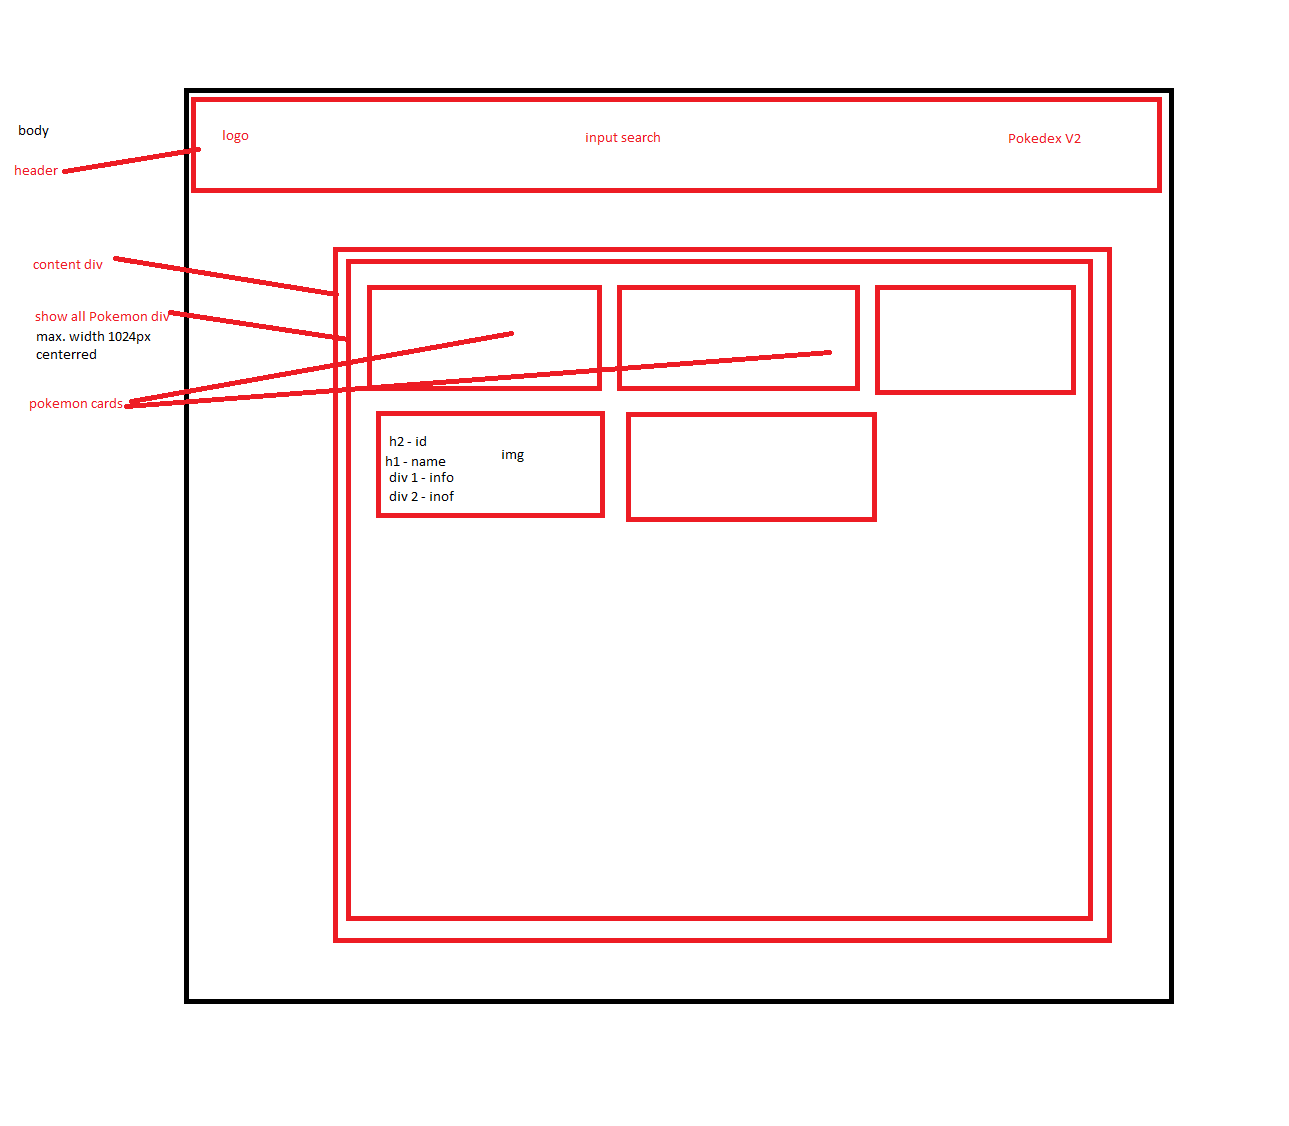 body
header
logo
input search
Pokedex V2
content div
show all Pokemon div
max. width 1024px
centerred
pokemon cards
h2 - id
h1 - name
img
div 1 - info
div 2 - inof